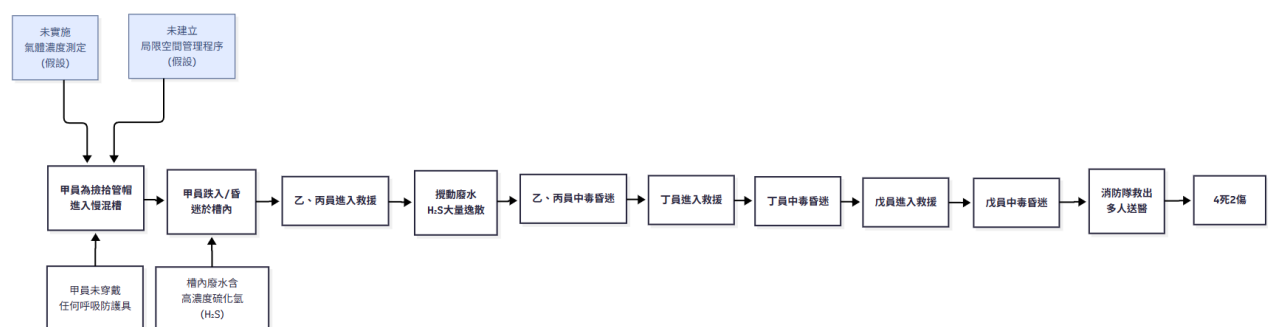 未實施
氣體濃度測定
(假設)
未建立
局限空間管理程序
(假設)
甲員為撿拾管帽
進入慢混槽
甲員跌入/昏
迷於槽內
乙、丙員進入救援
攪動廢水
H₂S大量逸散
乙、丙員中毒昏迷
丁員進入救援
丁員中毒昏迷
戊員進入救援
戊員中毒昏迷
消防隊救出
多人送醫
4死2傷
甲員未穿戴
任何呼吸防護具
槽內廢水含
高濃度硫化氫
(H₂S)